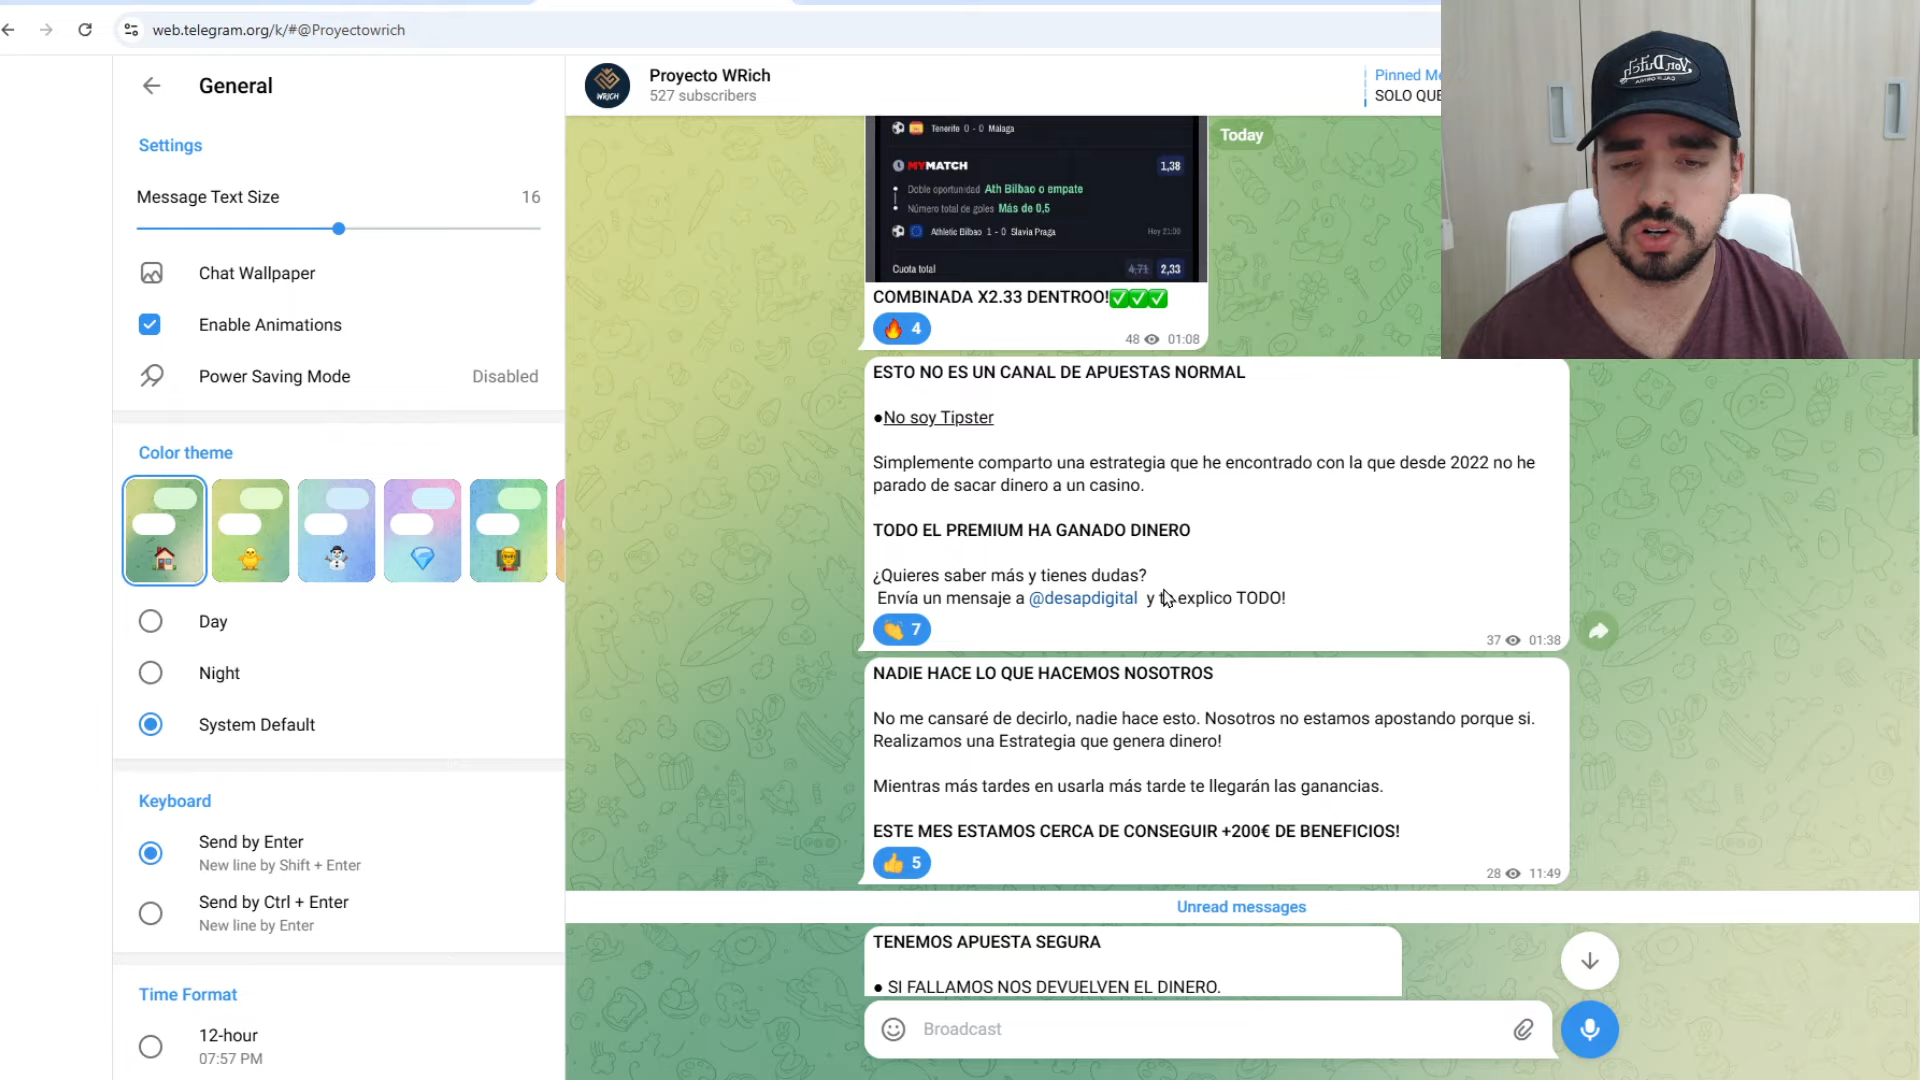 web.telegram.org/k/#@Proyectowrich
General
Settings
Message Text Size 16
Chat Wallpaper
Enable Animations
Power Saving Mode Disabled
Color theme
Day
Night
System Default
Keyboard
Send by Enter
New line by Shift + Enter
Send by Ctrl + Enter
New line by Enter
Time Format
12-hour
07:57 PM
WRICH
Proyecto WRich
527 subscribers
Pinned Me
SOLO QUE
Today
Tenerife 0 - 0 Málaga
MYMATCH 1,38
Doble oportunidad Ath Bilbao o empate
Número total de goles Más de 0,5
Athletic Bilbao 1 - 0 Slavia Praga Hoy 21:00
Cuota total 4,71 2,33
COMBINADA X2.33 DENTROO!✅✅✅
🔥 4
48 01:08
ESTO NO ES UN CANAL DE APUESTAS NORMAL
●No soy Tipster
Simplemente comparto una estrategia que he encontrado con la que desde 2022 no he
parado de sacar dinero a un casino.
TODO EL PREMIUM HA GANADO DINERO
¿Quieres saber más y tienes dudas?
Envía un mensaje a @desapdigital y explico TODO!
👏 7
37 01:38
NADIE HACE LO QUE HACEMOS NOSOTROS
No me cansaré de decirlo, nadie hace esto. Nosotros no estamos apostando porque si.
Realizamos una Estrategia que genera dinero!
Mientras más tardes en usarla más tarde te llegarán las ganancias.
ESTE MES ESTAMOS CERCA DE CONSEGUIR +200€ DE BENEFICIOS!
👍 5
28 11:49
Unread messages
TENEMOS APUESTA SEGURA
● SI FALLAMOS NOS DEVUELVEN EL DINERO.
Broadcast